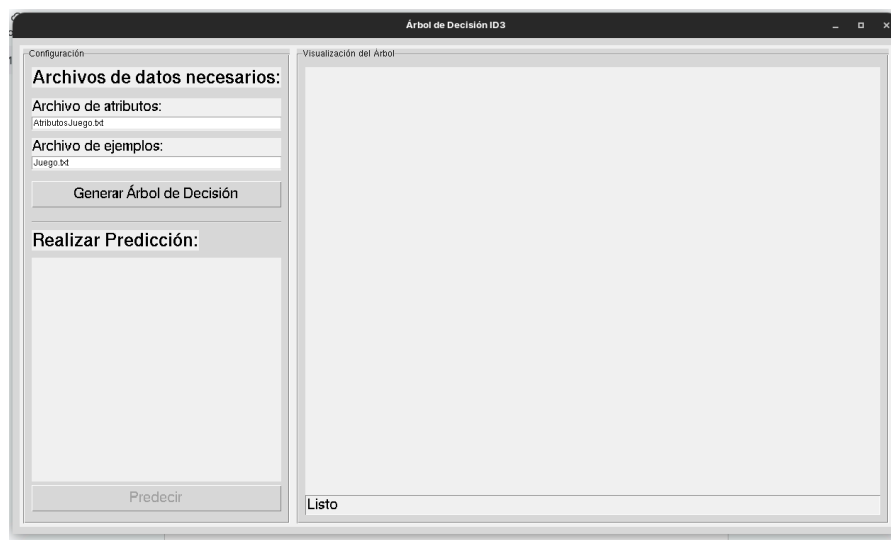 Árbol de Decisión ID3
Configuración
Archivos de datos necesarios:
Archivo de atributos:
AtributosJuego.txt
Archivo de ejemplos:
Juego.txt
Generar Árbol de Decisión
Realizar Predicción:
Predecir
Visualización del Árbol
Listo